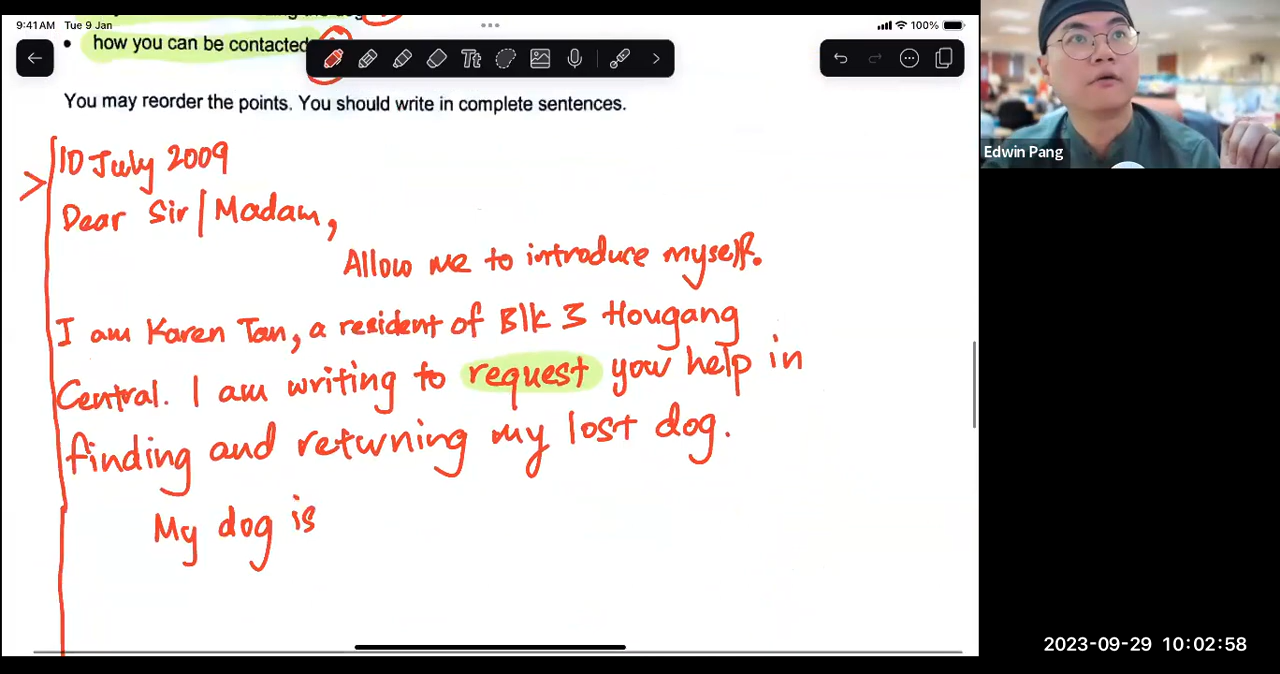 9:41AM Tue 9 Jan
100%
• how you can be contacted
Tt
You may reorder the points. You should write in complete sentences.
10 July 2009
Dear Sir/Madam,
Allow me to introduce myself.
I am Karen Tan, a resident of Blk 3 Hougang
Central. I am writing to request your help in
finding and returning my lost dog.
My dog is
Edwin Pang
2023-09-29 10:02:58